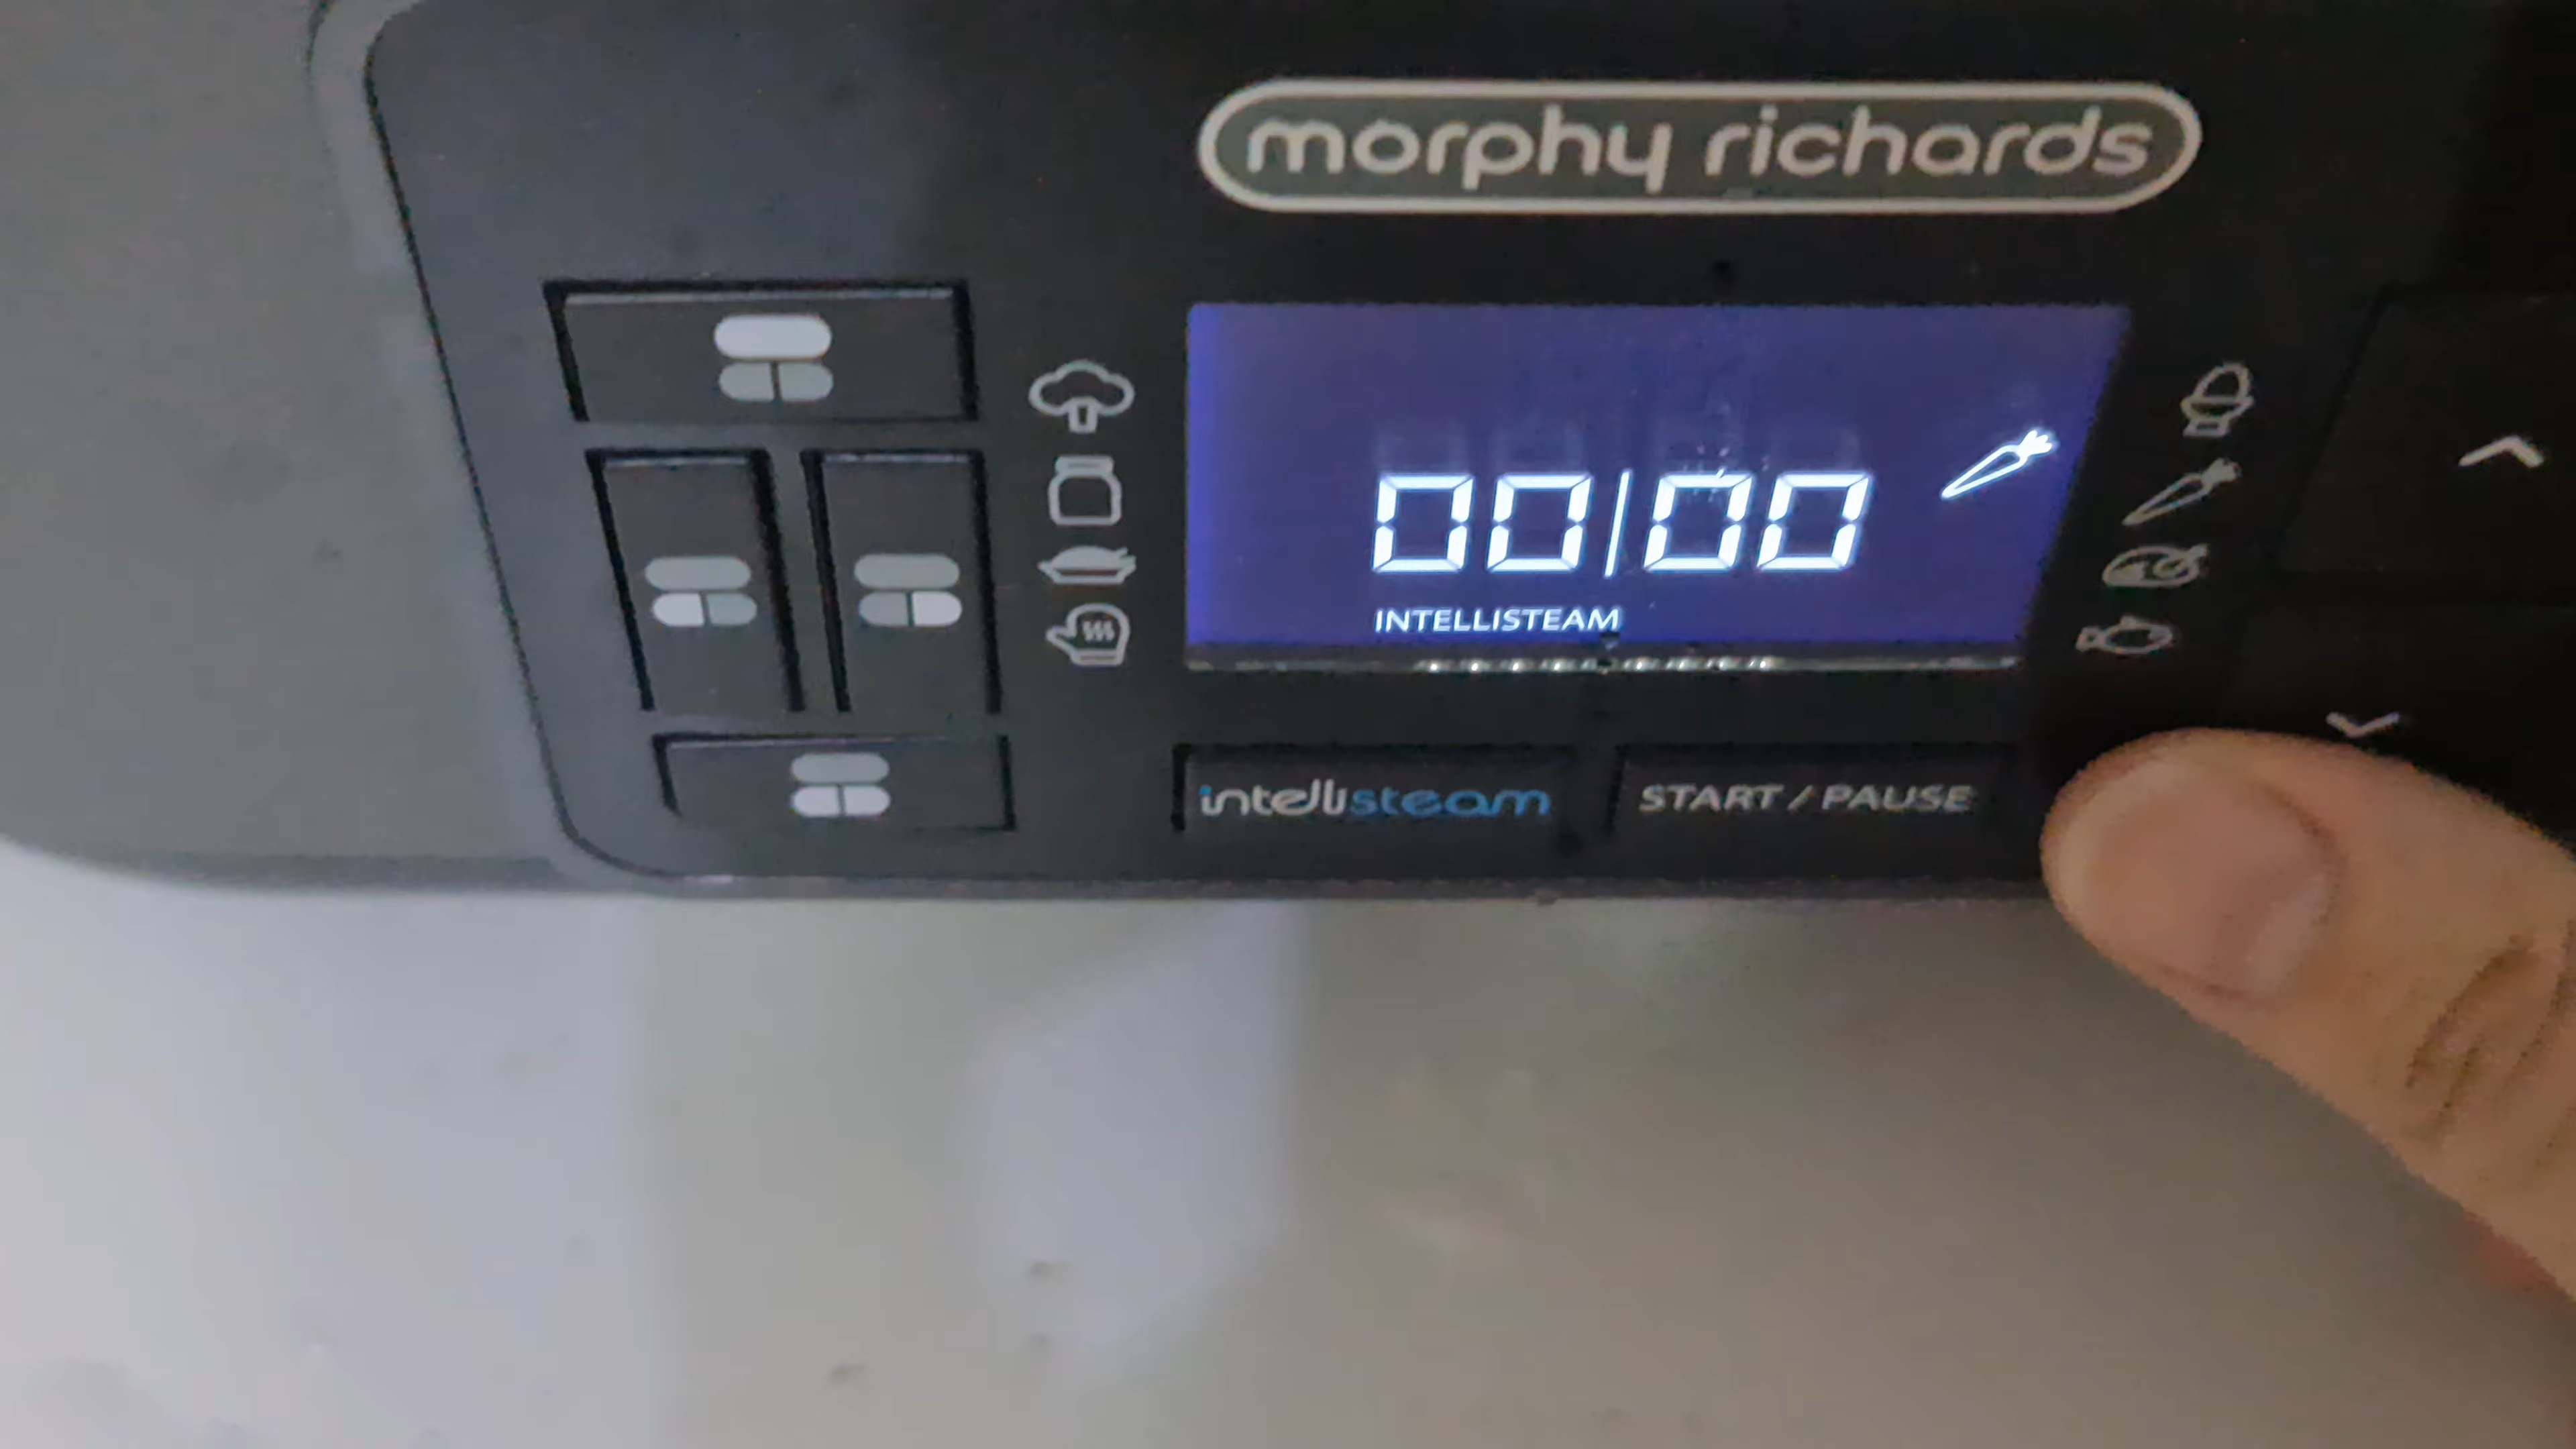 morphy richards
00|00
INTELLISTEAM
intellisteam
START / PAUSE